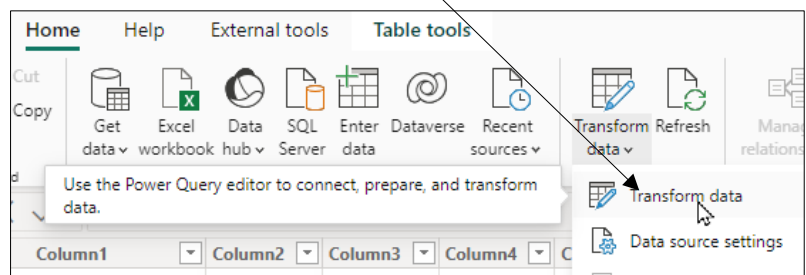 Home Help External tools Table tools
Cut
Copy
Get data
Excel workbook
Data hub
SQL Server
Enter data
Dataverse
Recent sources
Transform data
Refresh
Use the Power Query editor to connect, prepare, and transform
data.
Transform data
Data source settings
Column1 Column2 Column3 Column4